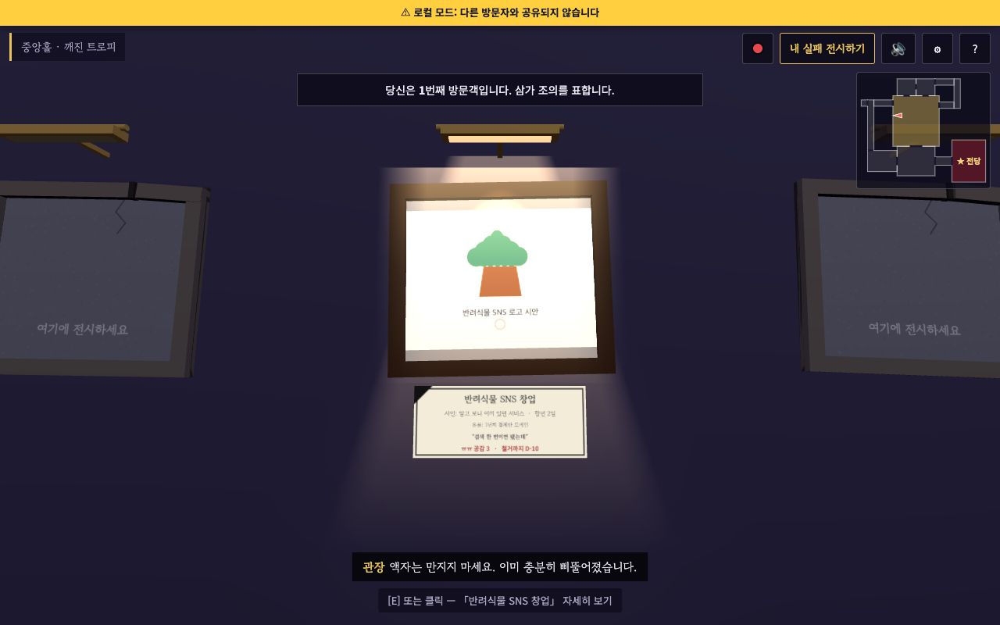 ⚠ 로컬 모드: 다른 방문자와 공유되지 않습니다
중앙홀 · 깨진 트로피
내 실패 전시하기
?
당신은 1번째 방문객입니다. 삼가 조의를 표합니다.
★ 전당
반려식물 SNS 로고 시안
여기에 전시하세요
여기에 전시하세요
반려식물 SNS 창업
사인: 알고 보니 이미 있던 서비스 · 향년 2일
유품: 1년치 결제한 도메인
"검색 한 번이면 됐는데"
ㅠㅠ 공감 3 · 철거까지 D-10
관장 액자는 만지지 마세요. 이미 충분히 삐뚤어졌습니다.
[E] 또는 클릭 — 「반려식물 SNS 창업」 자세히 보기